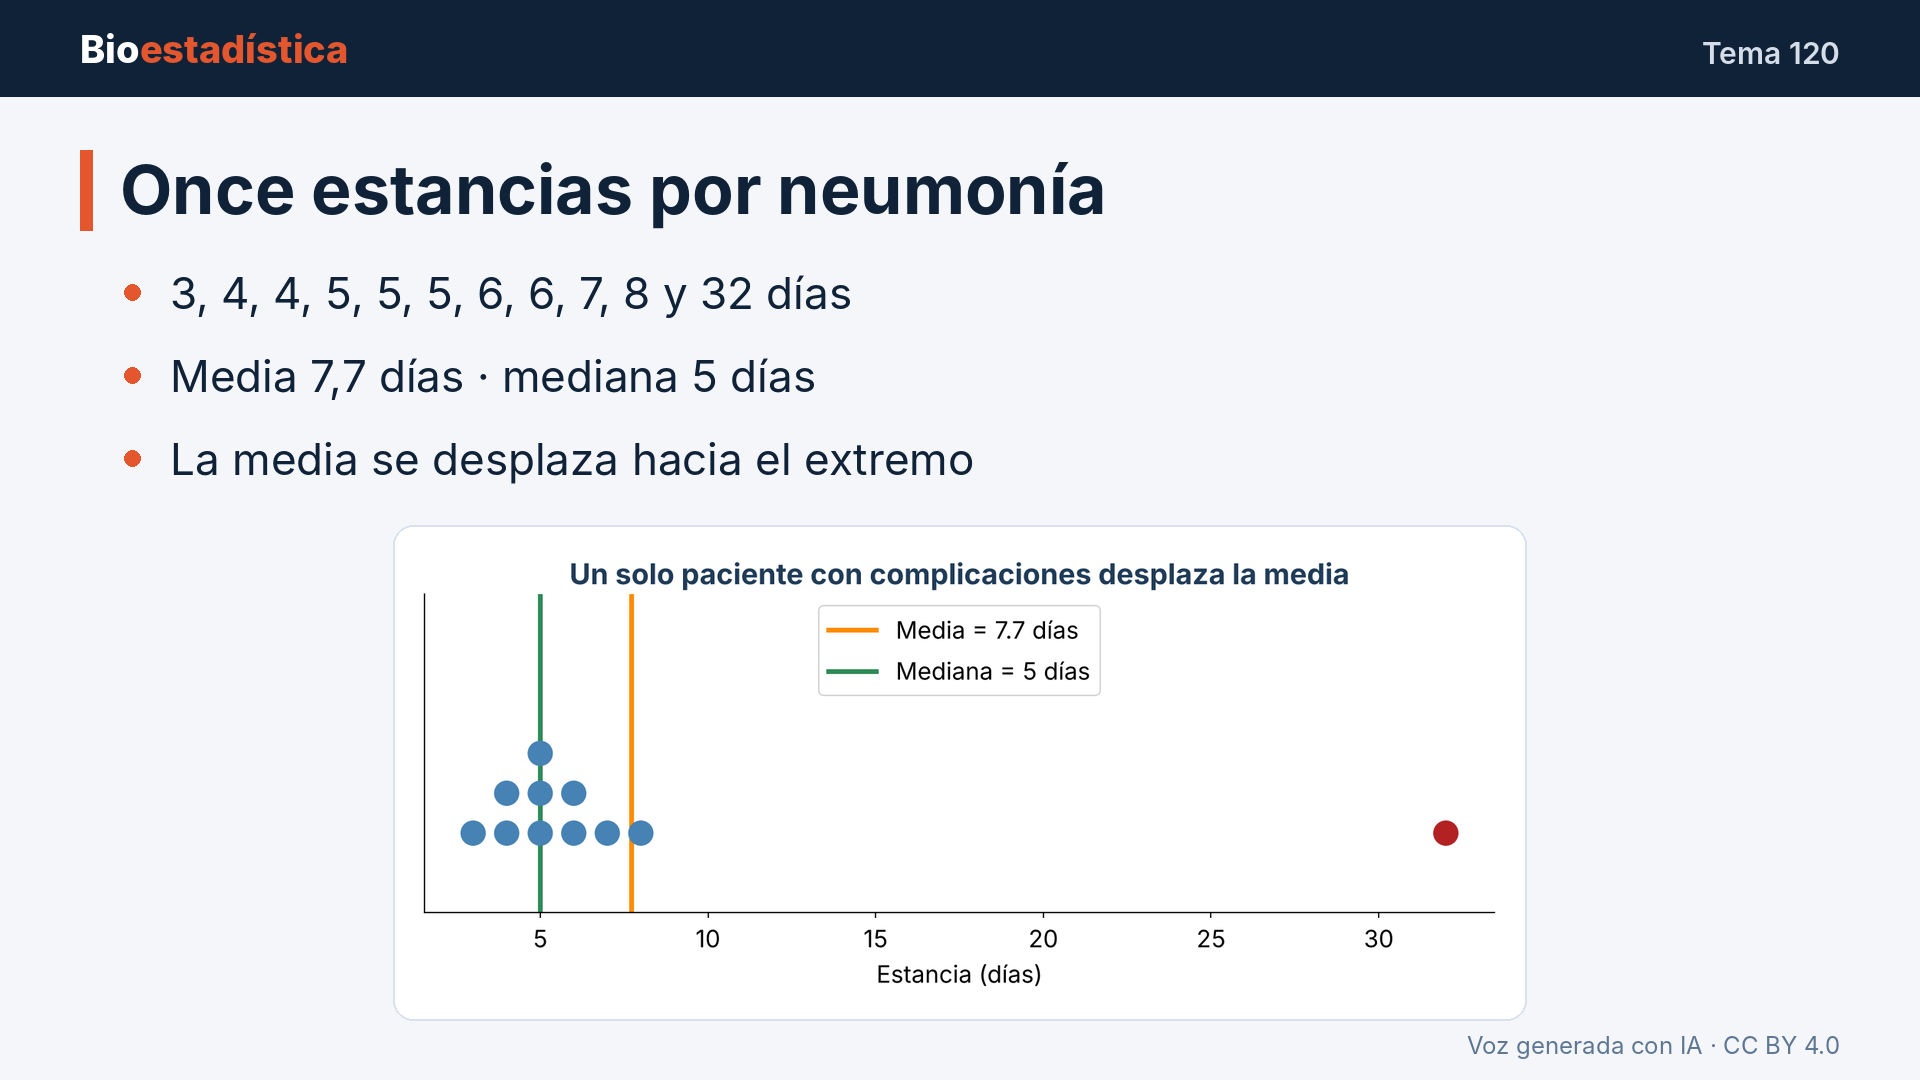 Bioestadística
Tema 120
Once estancias por neumonía
3, 4, 4, 5, 5, 5, 6, 6, 7, 8 y 32 días
Media 7,7 días · mediana 5 días
La media se desplaza hacia el extremo
Un solo paciente con complicaciones desplaza la media
Media = 7.7 días
Mediana = 5 días
5 10 15 20 25 30
Estancia (días)
Voz generada con IA · CC BY 4.0